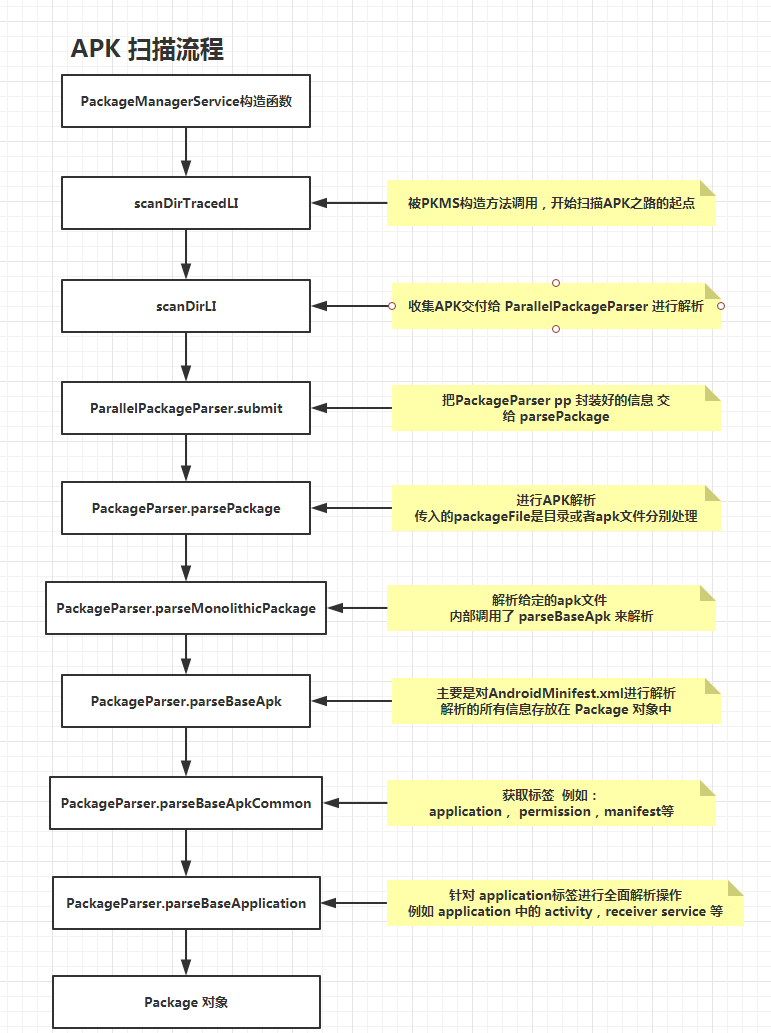 APK 扫描流程
PackageManagerService构造函数
scanDirTracedLI
被PKMS构造方法调用，开始扫描APK之路的起点
scanDirLI
收集APK交付给 ParallelPackageParser 进行解析
ParallelPackageParser.submit
把PackageParser pp 封装好的信息 交
给 parsePackage
PackageParser.parsePackage
进行APK解析
传入的packageFile是目录或者apk文件分别处理
PackageParser.parseMonolithicPackage
解析给定的apk文件
内部调用了 parseBaseApk 来解析
PackageParser.parseBaseApk
主要是对AndroidMinifest.xml进行解析
解析的所有信息存放在 Package 对象中
PackageParser.parseBaseApkCommon
获取标签 例如：
application， permission，manifest等
PackageParser.parseBaseApplication
针对 application标签进行全面解析操作
例如 application 中的 activity，receiver service 等
Package 对象